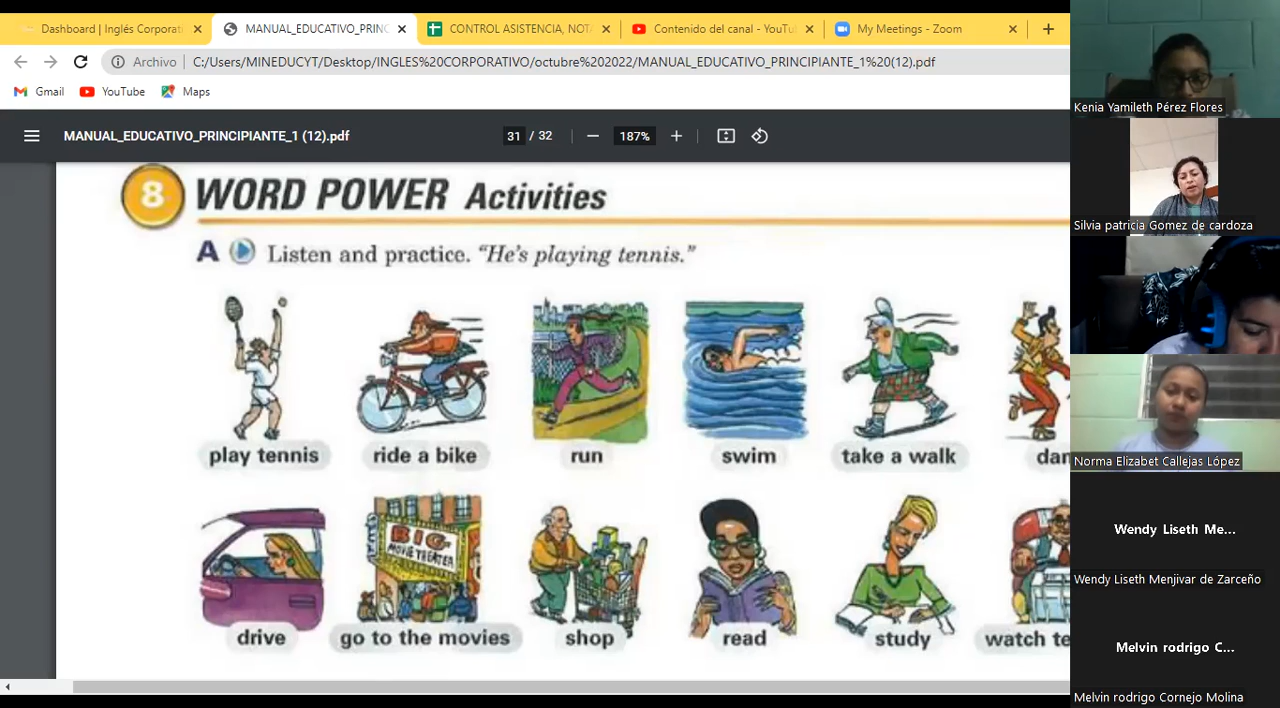 Dashboard | Inglés Corporati
MANUAL_EDUCATIVO_PRINC
CONTROL ASISTENCIA, NOT
Contenido del canal - YouTu
My Meetings - Zoom
Archivo
C:/Users/MINEDUCYT/Desktop/INGLES%20CORPORATIVO/octubre%202022/MANUAL_EDUCATIVO_PRINCIPIANTE_1%20(12).pdf
Gmail
YouTube
Maps
MANUAL_EDUCATIVO_PRINCIPIANTE_1 (12).pdf
31 / 32
187%
8 WORD POWER Activities
A Listen and practice. “He's playing tennis.”
play tennis
ride a bike
run
swim
take a walk
dan
BIG
MOVIE THEATER
drive
go to the movies
shop
read
study
watch te
Kenia Yamileth Pérez Flores
Silvia patricia Gomez de cardoza
Norma Elizabet Callejas López
Wendy Liseth Me...
Wendy Liseth Menjivar de Zarceño
Melvin rodrigo C...
Melvin rodrigo Cornejo Molina